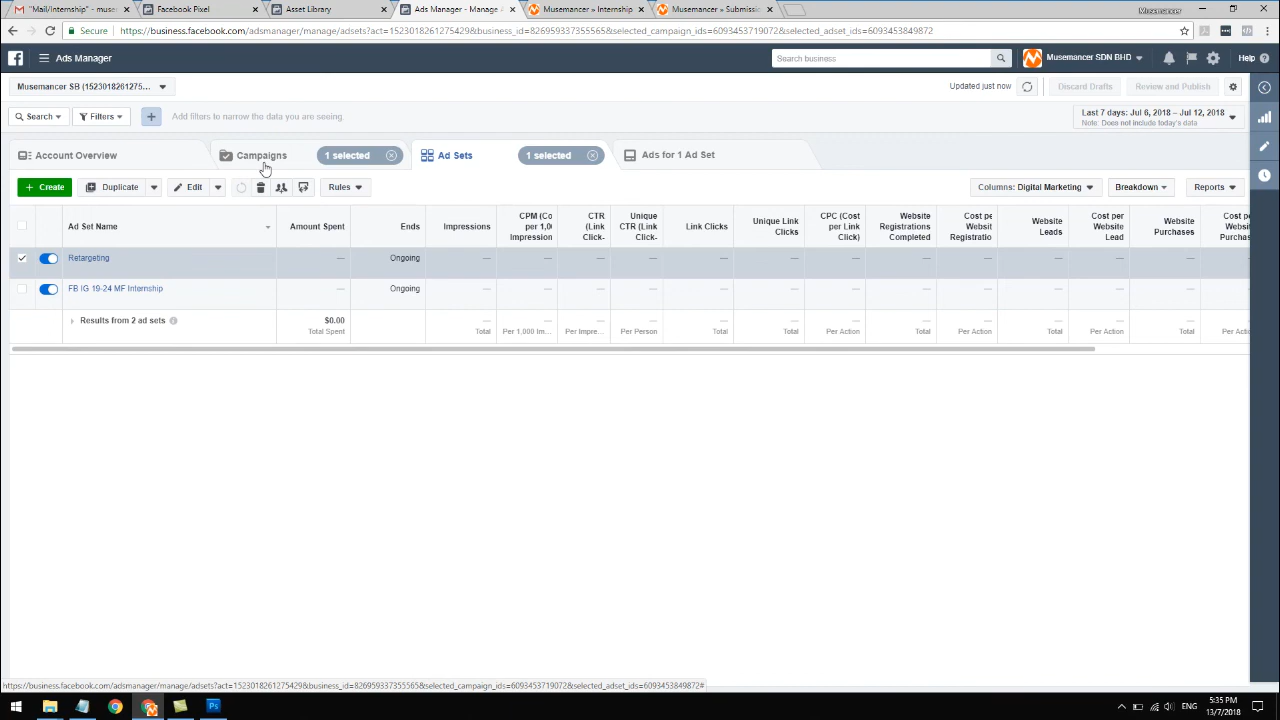 "Mail/Internship" - muser
Facebook Pixel
Asset Library
Ads Manager - Manage A
Musemancer » Internship
Musemancer » Submissio
Musemancer
Secure
https://business.facebook.com/adsmanager/manage/adsets?act=1523018261275429&business_id=826959337355565&selected_campaign_ids=6093453719072&selected_adset_ids=6093453849872
Ads Manager
Search business
Musemancer SDN BHD
Help
Musemancer SB (1523018261275...
Updated just now
Discard Drafts
Review and Publish
Search
Filters
Add filters to narrow the data you are seeing.
Last 7 days: Jul 6, 2018 – Jul 12, 2018
Note: Does not include today's data
Account Overview
Campaigns
1 selected
Ad Sets
1 selected
Ads for 1 Ad Set
+ Create
Duplicate
Edit
Rules
Columns: Digital Marketing
Breakdown
Reports
Ad Set Name
Amount Spent
Ends
Impressions
CPM (Co
per 1,0(
Impression
CTR
(Link
Click-
Unique
CTR (Link
Click-
Link Clicks
Unique Link
Clicks
CPC (Cost
per Link
Click)
Website
Registrations
Completed
Cost pe
Websit
Registratio
Website
Leads
Cost per
Website
Lead
Website
Purchases
Cost pe
Websit
Purchas
Retargeting
—
Ongoing
— — — — — — — — — — — — —
FB IG 19-24 MF Internship
—
Ongoing
— — — — — — — — — — — — —
Results from 2 ad sets
$0.00
Total Spent
— — — — — — — — — — — —
Total
Per 1,000 Im...
Per Impre...
Per Person
Total
Total
Per Action
Total
Per Action
Total
Per Action
Total
Per Action
https://business.facebook.com/adsmanager/manage/adsets?act=1523018261275429&business_id=826959337355565&selected_campaign_ids=6093453719072&selected_adset_ids=6093453849872#
ENG
5:35 PM
13/7/2018